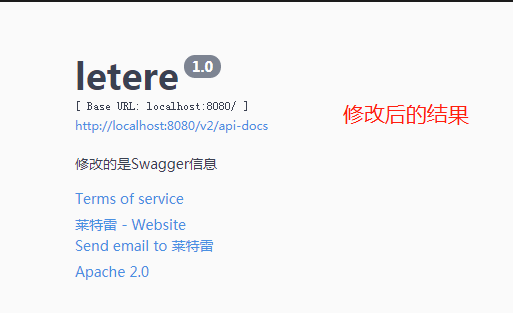 letere 1.0
[ Base URL: localhost:8080/ ]
http://localhost:8080/v2/api-docs
修改后的结果
修改的是Swagger信息
Terms of service
莱特雷 - Website
Send email to 莱特雷
Apache 2.0